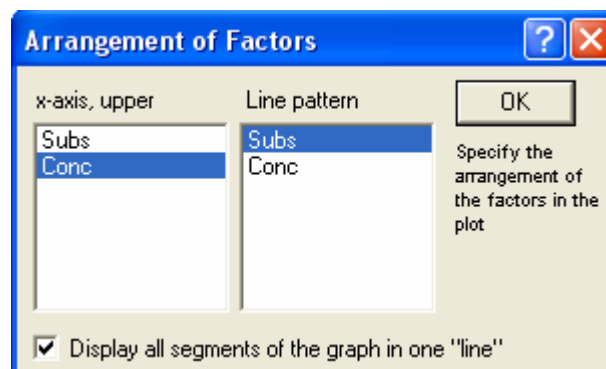 Arrangement of Factors
x-axis, upper
Subs
Conc
Line pattern
Subs
Conc
OK
Specify the
arrangement of
the factors in the
plot
Display all segments of the graph in one "line"